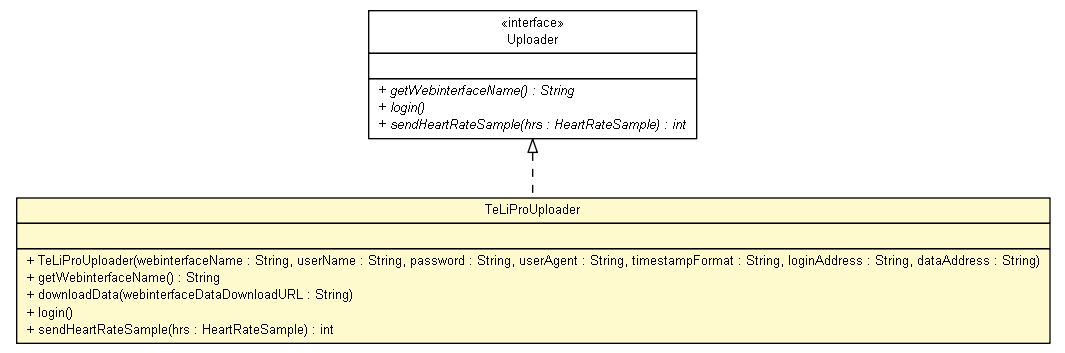 «interface»
Uploader
+ getWebinterfaceName() : String
+ login()
+ sendHeartRateSample(hrs : HeartRateSample) : int
TeLiProUploader
+ TeLiProUploader(webinterfaceName : String, userName : String, password : String, userAgent : String, timestampFormat : String, loginAddress : String, dataAddress : String)
+ getWebinterfaceName() : String
+ downloadData(webinterfaceDataDownloadURL : String)
+ login()
+ sendHeartRateSample(hrs : HeartRateSample) : int